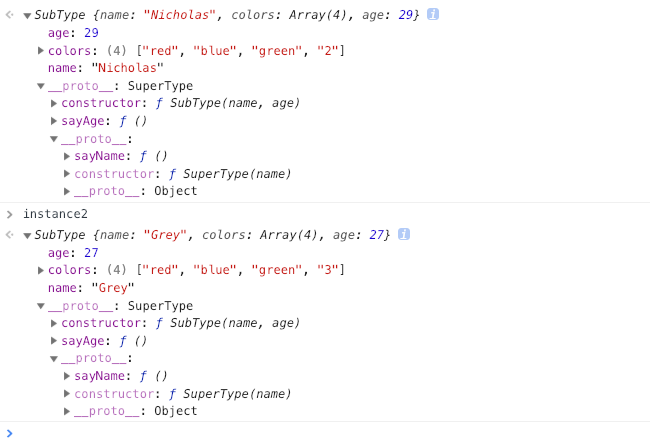 SubType {name: "Nicholas", colors: Array(4), age: 29} i
age: 29
colors: (4) ["red", "blue", "green", "2"]
name: "Nicholas"
__proto__: SuperType
constructor: ƒ SubType(name, age)
sayAge: ƒ ()
__proto__:
sayName: ƒ ()
constructor: ƒ SuperType(name)
__proto__: Object
instance2
SubType {name: "Grey", colors: Array(4), age: 27} i
age: 27
colors: (4) ["red", "blue", "green", "3"]
name: "Grey"
__proto__: SuperType
constructor: ƒ SubType(name, age)
sayAge: ƒ ()
__proto__:
sayName: ƒ ()
constructor: ƒ SuperType(name)
__proto__: Object